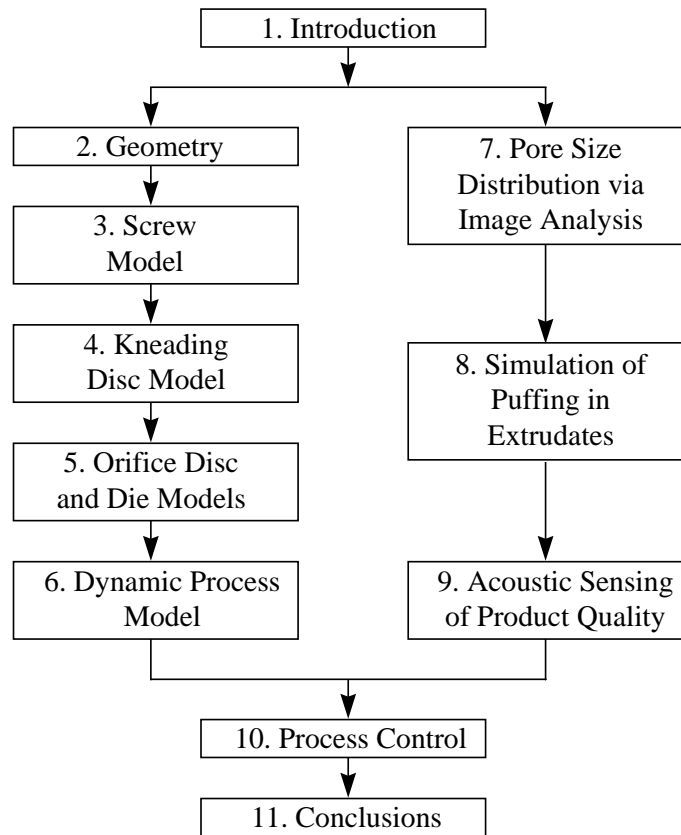 1. Introduction
2. Geometry
3. Screw
Model
4. Kneading
Disc Model
5. Orifice Disc
and Die Models
6. Dynamic Process
Model
7. Pore Size
Distribution via
Image Analysis
8. Simulation of
Puffing in
Extrudates
9. Acoustic Sensing
of Product Quality
10. Process Control
11. Conclusions